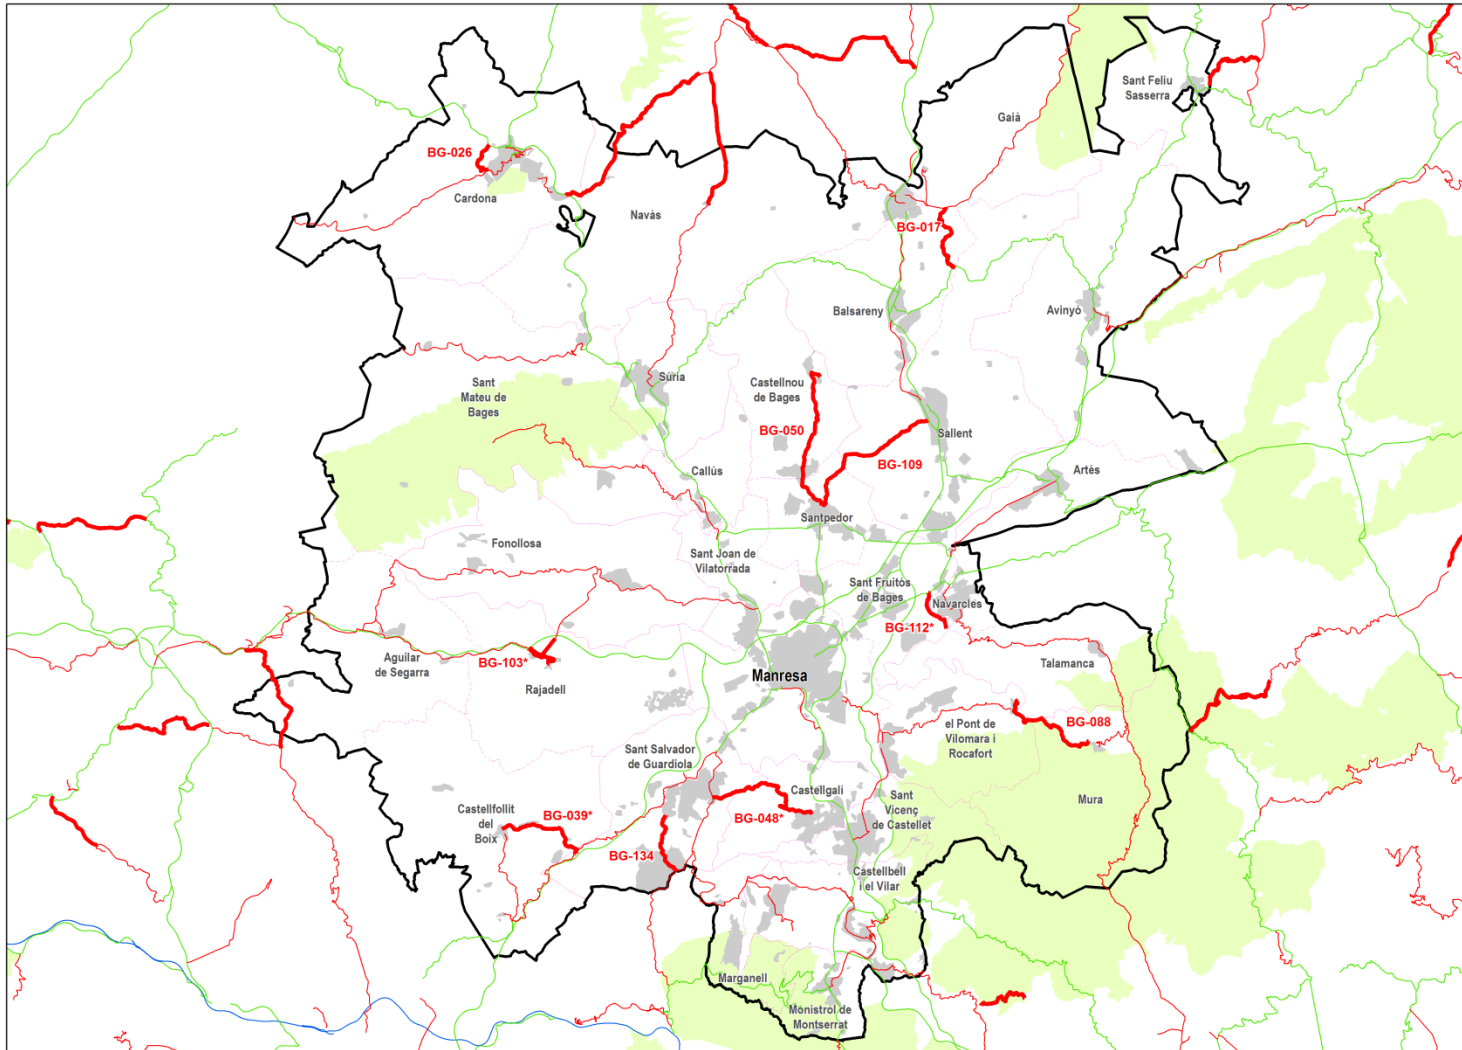 Sant Feliu
Sasserra
Gaià
BG-026
Cardona
Navàs
BG-017
Balsareny
Avinyó
Súria
Sant
Mateu de
Bages
Castellnou
de Bages
BG-050
Sallent
BG-109
Callús
Artés
Santpedor
Fonollosa
Sant Joan de
Vilatorrada
Sant Fruitós
de Bages
Navarcles
BG-112*
Aguilar
de Segarra
BG-103*
Rajadell
Manresa
Talamanca
BG-088
el Pont de
Vilomara i
Rocafort
Sant Salvador
de Guardiola
Castellgalí
Sant
Vicenç
de Castellet
Mura
Castellfollit
del
Boix
BG-039*
BG-048*
BG-134
Castellbell
i el Vilar
Marganell
Monistrol de
Montserrat